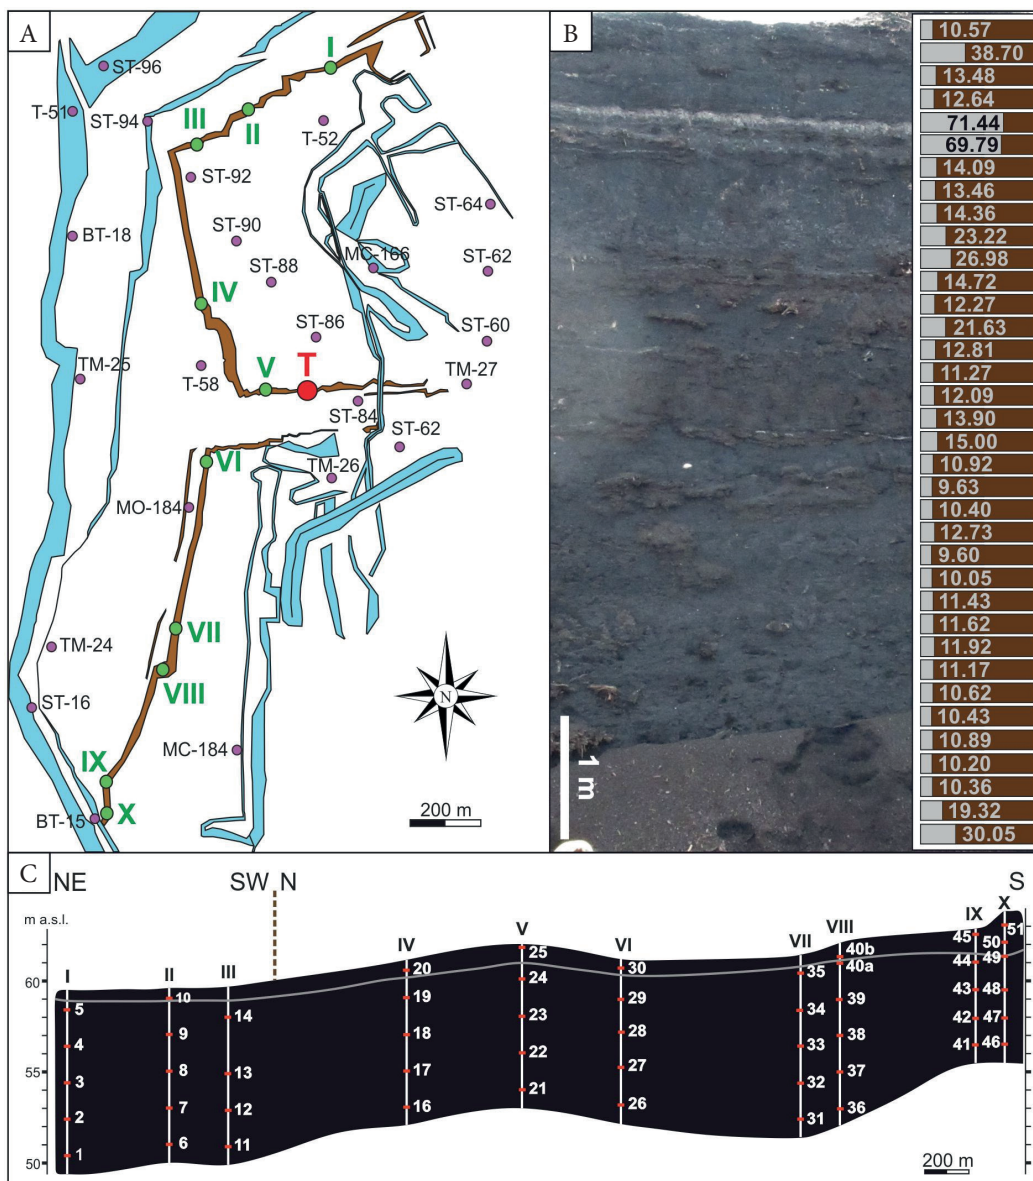 A
I
ST-96
T-51
ST-94
III
II
T-52
ST-92
ST-64
BT-18
ST-90
MC-166
ST-62
ST-88
IV
ST-60
ST-86
TM-25
V
T
TM-27
T-58
ST-84
ST-62
VI
TM-26
MO-184
VII
TM-24
VIII
N
ST-16
MC-184
IX
X
BT-15
200 m
B
1 m
10.57
38.70
13.48
12.64
71.44
69.79
14.09
13.46
14.36
23.22
26.98
14.72
12.27
21.63
12.81
11.27
12.09
13.90
15.00
10.92
9.63
10.40
12.73
9.60
10.05
11.43
11.62
11.92
11.17
10.62
10.43
10.89
10.20
10.36
19.32
30.05
C
NE
SW
N
S
m a.s.l.
60
55
50
I
5
4
3
2
1
II
10
9
8
7
6
III
14
13
12
11
IV
20
19
18
17
16
V
25
24
23
22
21
VI
30
29
28
27
26
VII
35
34
33
32
31
VIII
40b
40a
39
38
37
36
IX
45
44
43
42
41
X
51
50
49
48
47
46
200 m